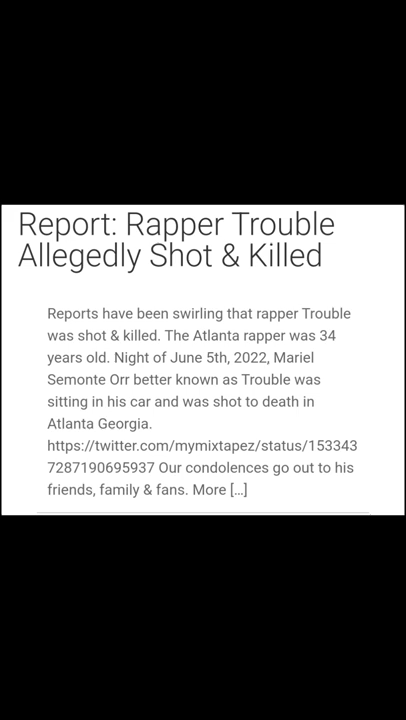 Report: Rapper Trouble
Allegedly Shot & Killed
Reports have been swirling that rapper Trouble
was shot & killed. The Atlanta rapper was 34
years old. Night of June 5th, 2022, Mariel
Semonte Orr better known as Trouble was
sitting in his car and was shot to death in
Atlanta Georgia.
https://twitter.com/mymixtapez/status/153343
7287190695937 Our condolences go out to his
friends, family & fans. More [...]